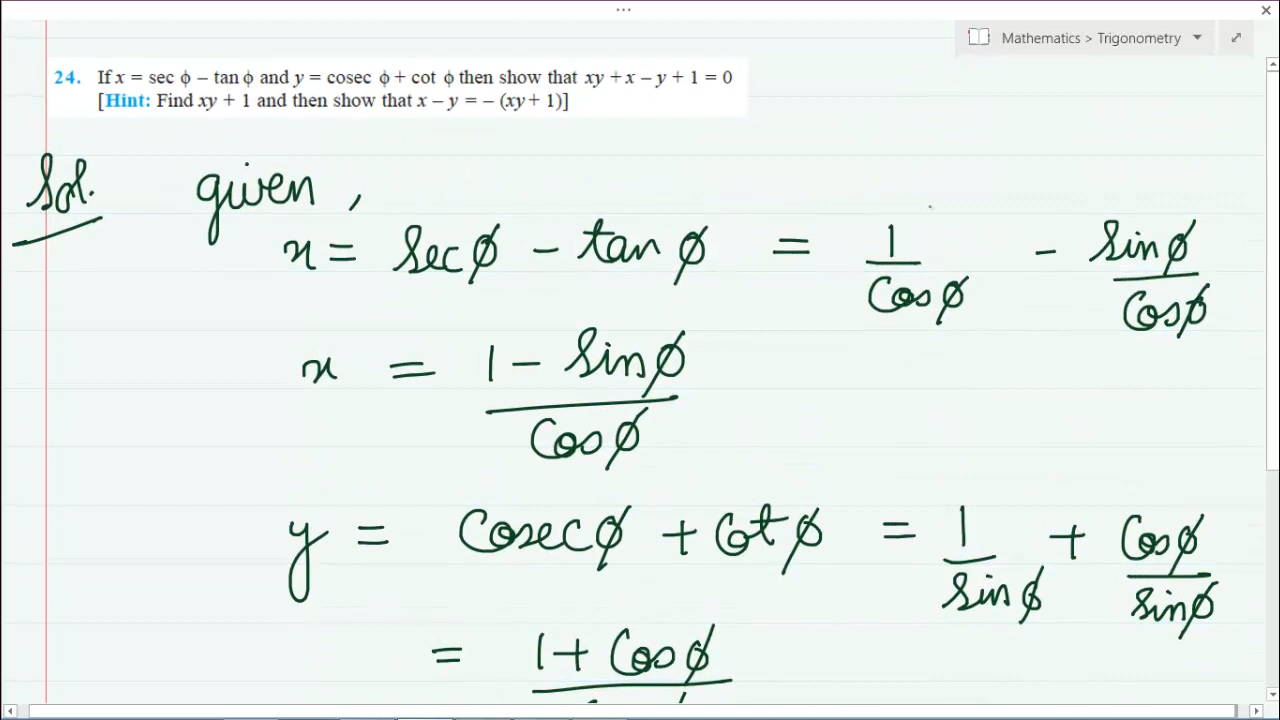 Mathematics > Trigonometry
24. If x = sec ϕ – tan ϕ and y = cosec ϕ + cot ϕ then show that xy + x – y + 1 = 0
[Hint: Find xy + 1 and then show that x – y = – (xy + 1)]
Sol. given,
x = Secϕ – tanϕ = 1/Cosϕ – Sinϕ/Cosϕ
x = 1 – Sinϕ/Cosϕ
y = Cosecϕ + Cotϕ = 1/Sinϕ + Cosϕ/Sinϕ
= 1 + Cosϕ